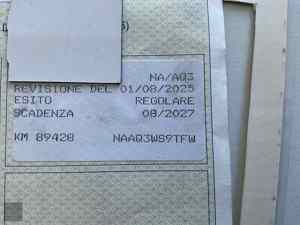 NA/AQ3
REVISIONE DEL 01/08/2025
ESITO REGOLARE
SCADENZA 08/2027
KM 89428 NAAQ3WS9TFW